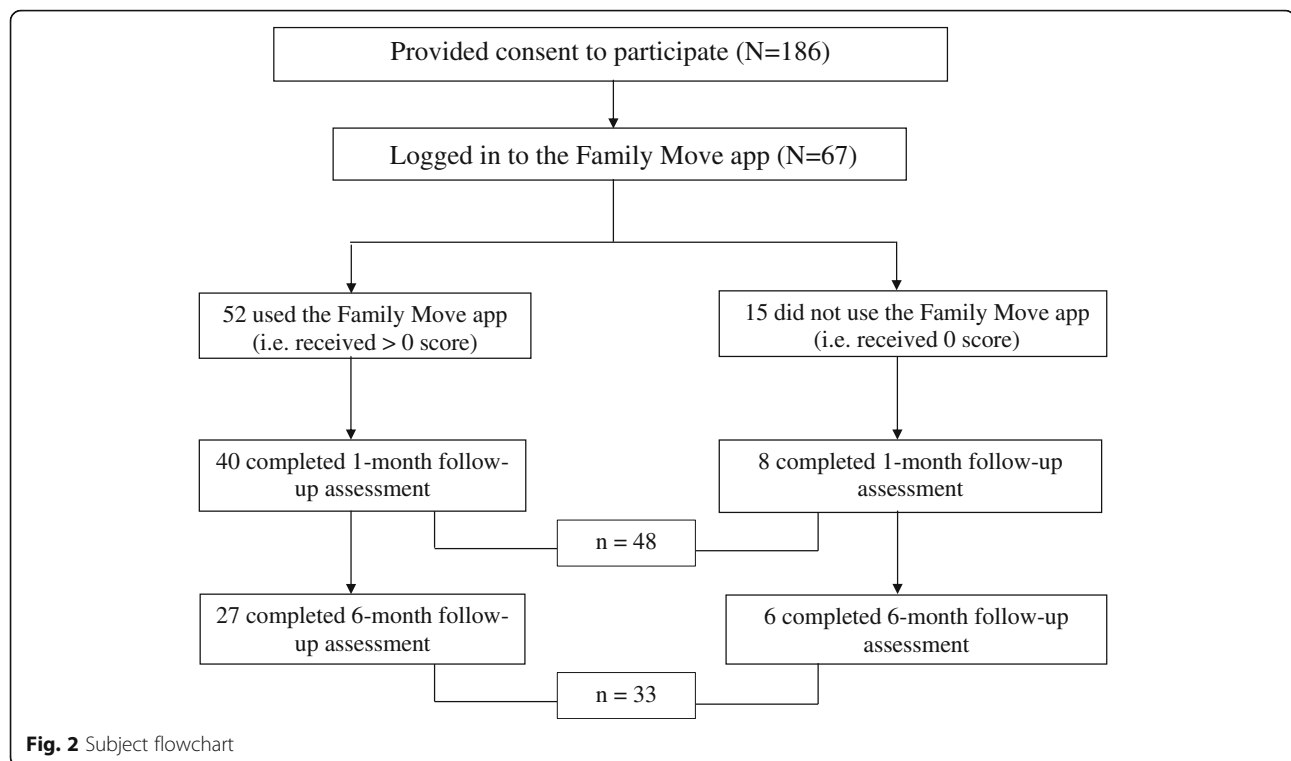 Provided consent to participate (N=186)
Logged in to the Family Move app (N=67)
52 used the Family Move app
(i.e. received > 0 score)
15 did not use the Family Move app
(i.e. received 0 score)
40 completed 1-month follow-
up assessment
8 completed 1-month follow-up
assessment
n = 48
27 completed 6-month follow-
up assessment
6 completed 6-month follow-up
assessment
n = 33
Fig. 2 Subject flowchart